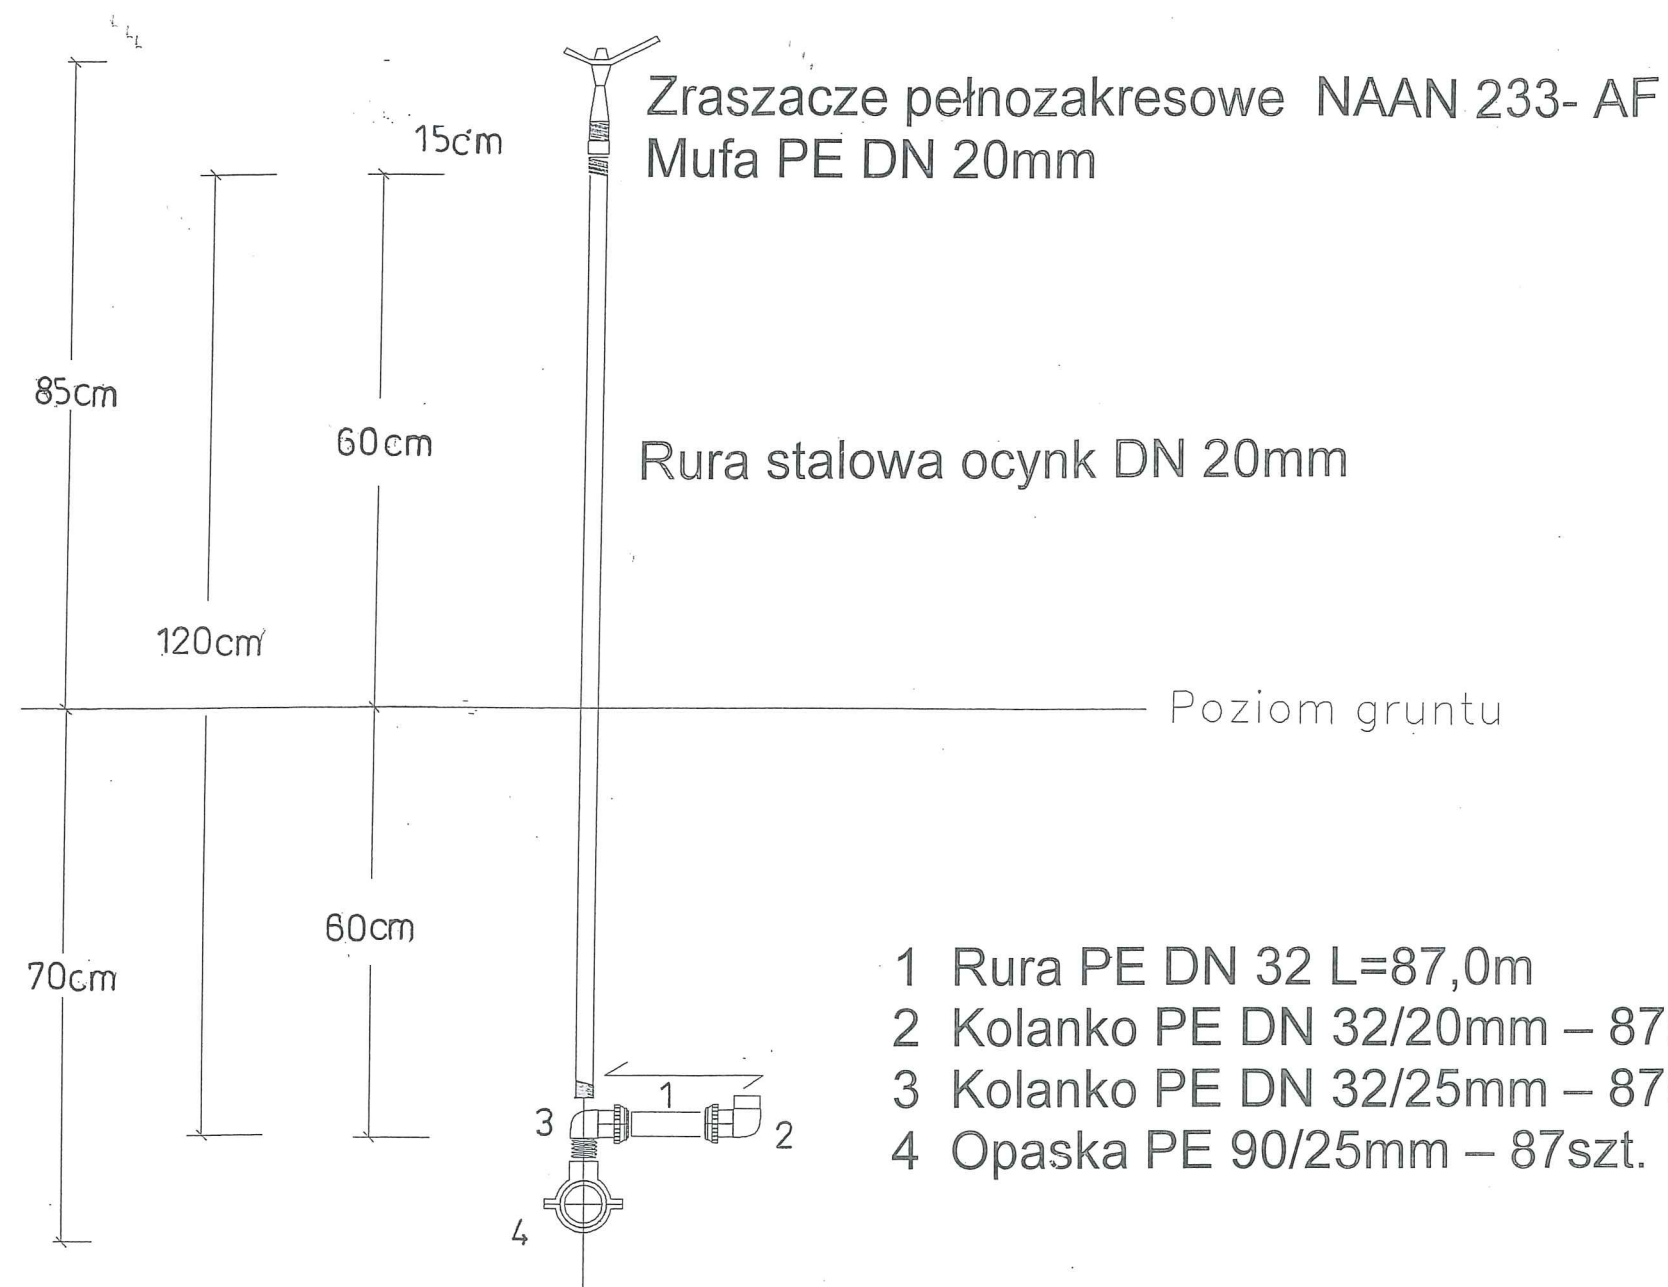 Zraszacze pełnozakresowe NAAN 233- AF
15cm
Mufa PE DN 20mm
85cm
60cm
Rura stalowa ocynk DN 20mm
120cm
Poziom gruntu
60cm
70cm
1 Rura PE DN 32 L=87,0m
2 Kolanko PE DN 32/20mm – 87
3 Kolanko PE DN 32/25mm – 87
4 Opaska PE 90/25mm – 87szt.
1
3
2
4